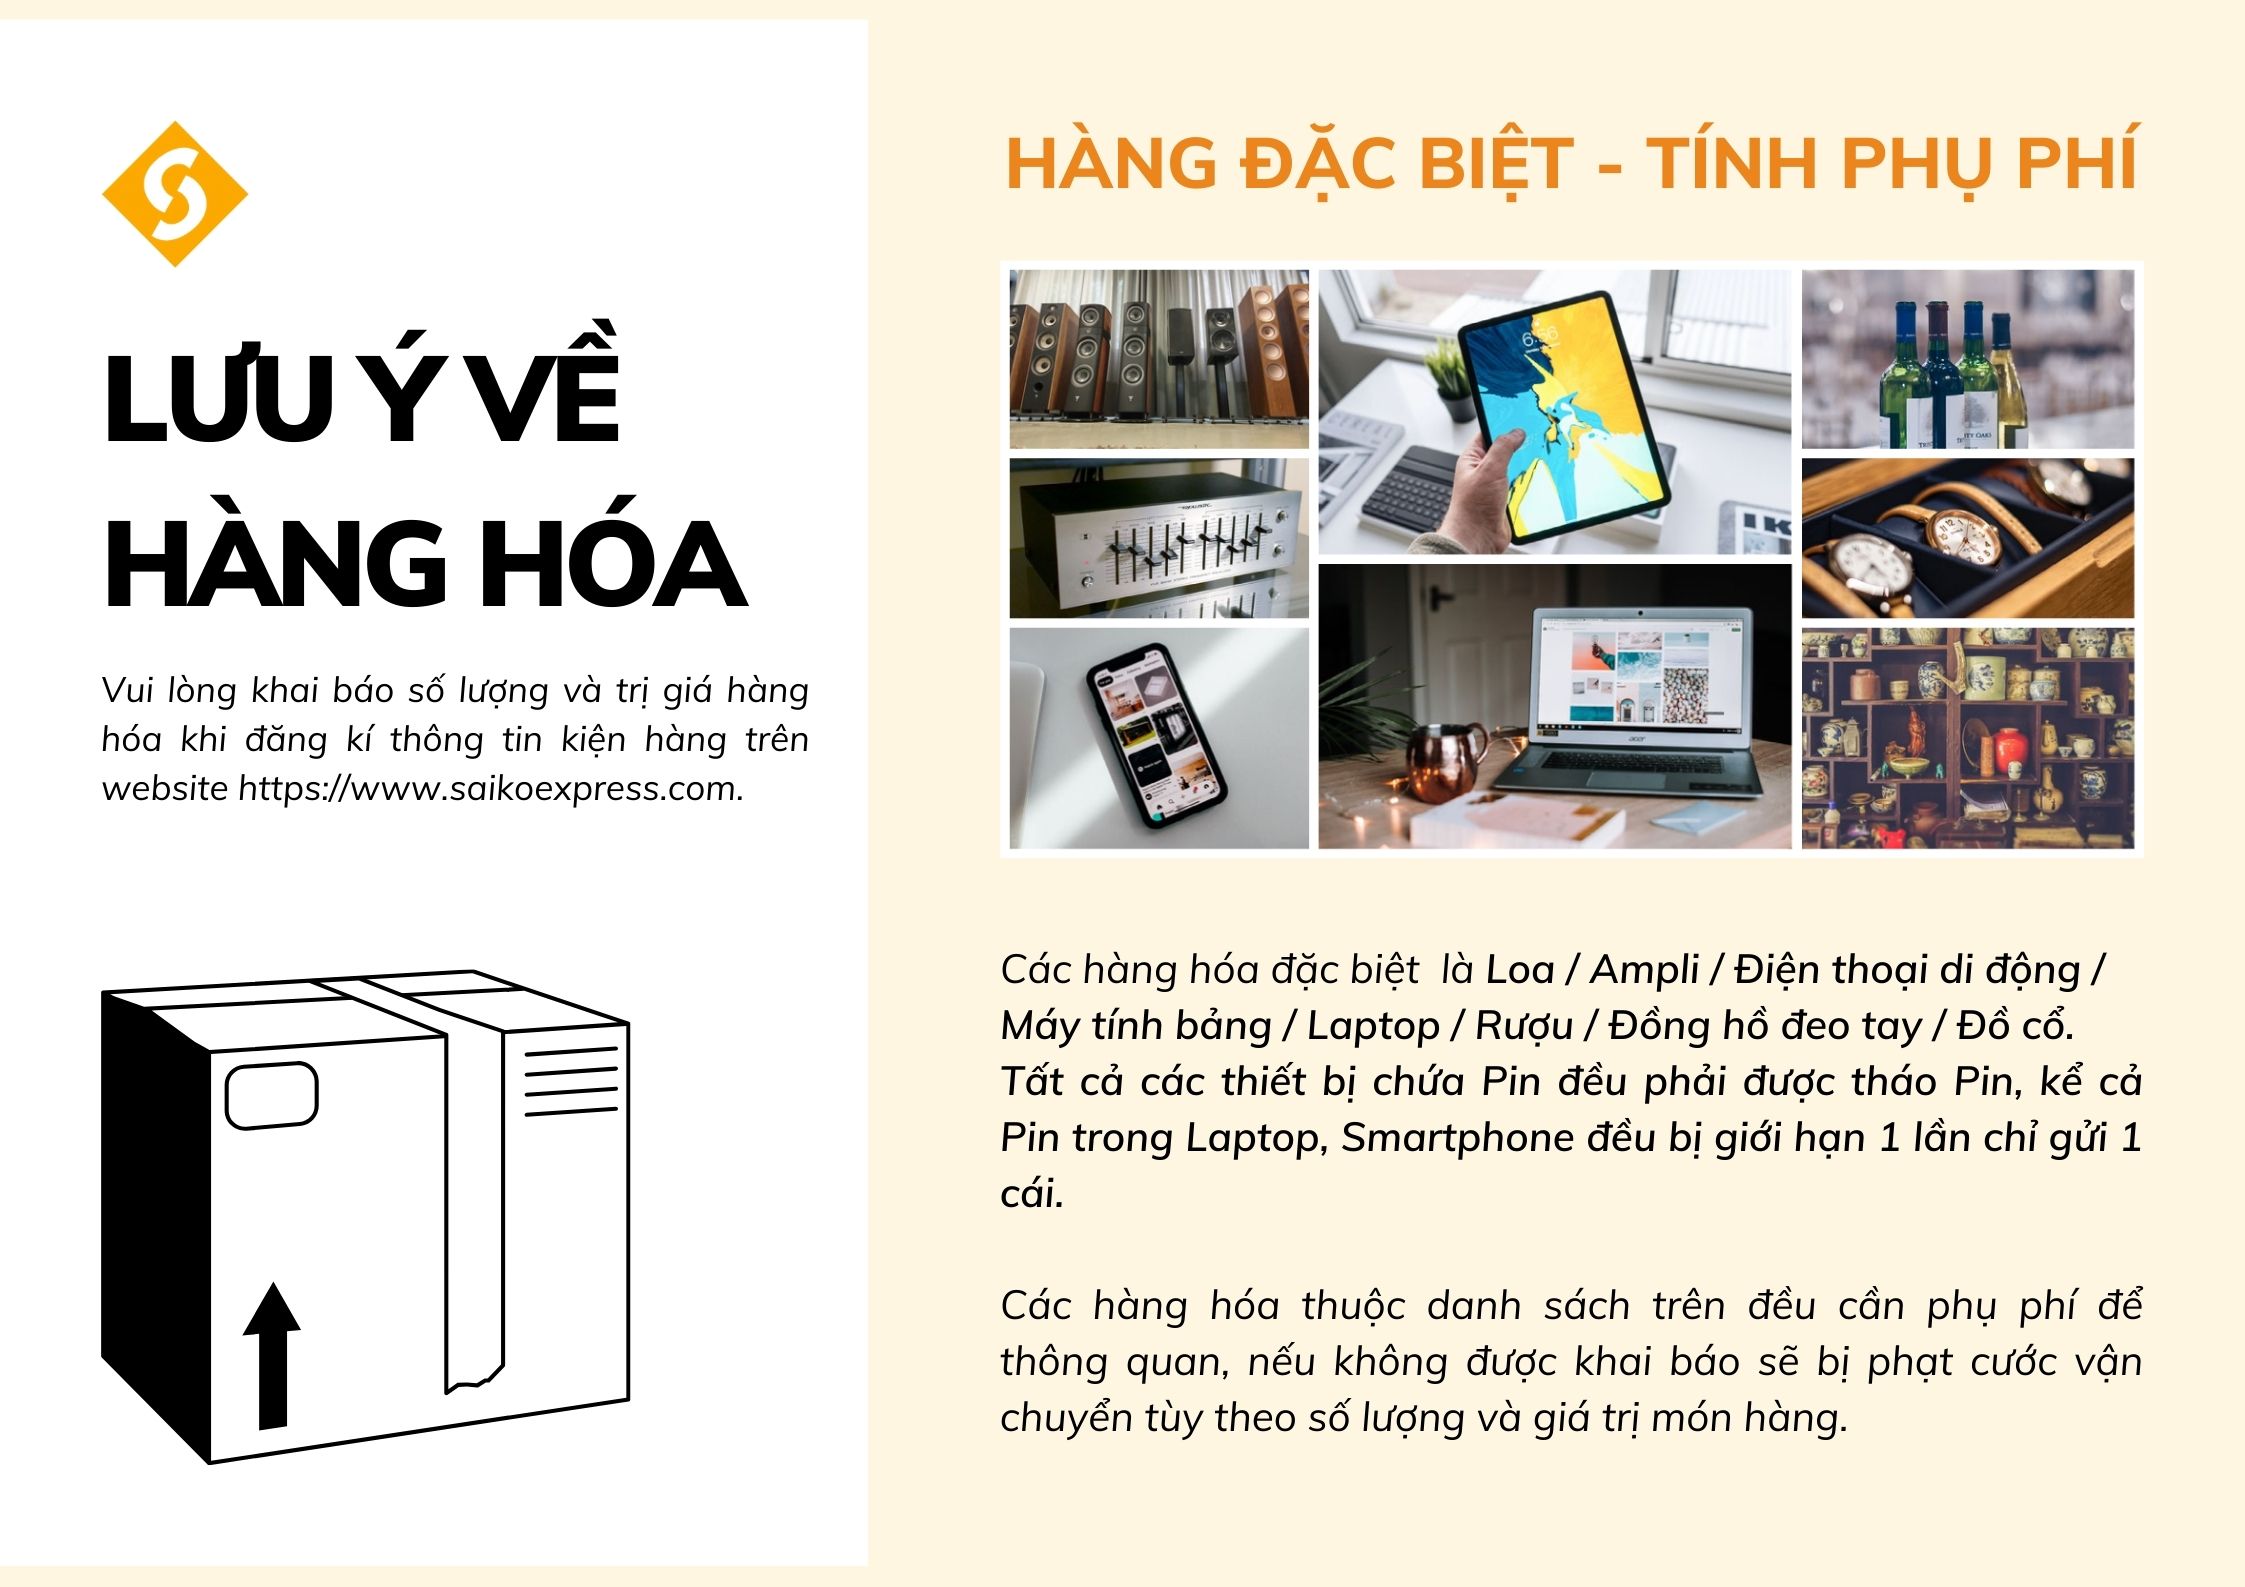 LƯU Ý VỀ
HÀNG HÓA
Vui lòng khai báo số lượng và trị giá hàng
hóa khi đăng kí thông tin kiện hàng trên
website https://www.saikoexpress.com.
HÀNG ĐẶC BIỆT - TÍNH PHỤ PHÍ
6:56
REALISTIC
acer
Các hàng hóa đặc biệt  là Loa / Ampli / Điện thoại di động /
Máy tính bảng / Laptop / Rượu / Đồng hồ đeo tay / Đồ cổ.
Tất cả các thiết bị chứa Pin đều phải được tháo Pin, kể cả
Pin trong Laptop, Smartphone đều bị giới hạn 1 lần chỉ gửi 1
cái.
Các hàng hóa thuộc danh sách trên đều cần phụ phí để
thông quan, nếu không được khai báo sẽ bị phạt cước vận
chuyển tùy theo số lượng và giá trị món hàng.